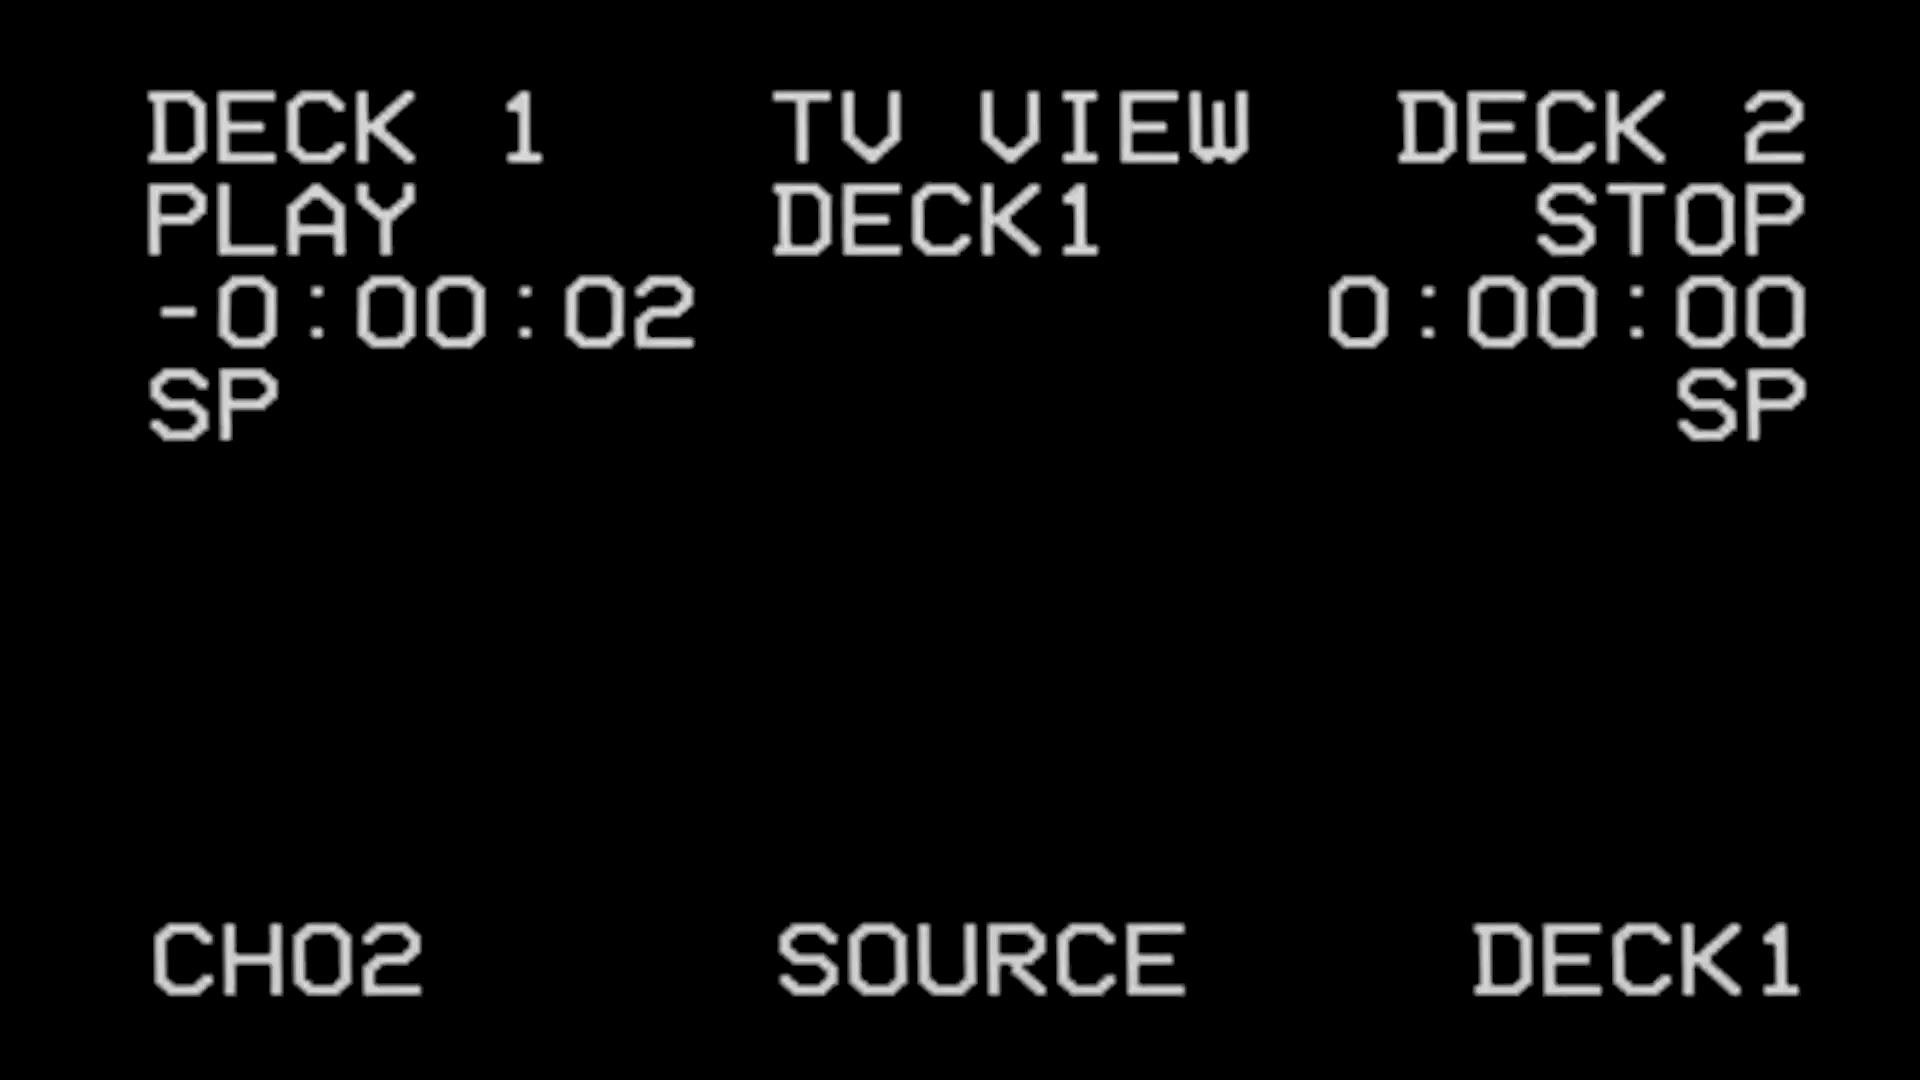 DECK 1 TV VIEW DECK 2
PLAY DECK1 STOP
-0:00:02 0:00:00
SP SP
CH02 SOURCE DECK1